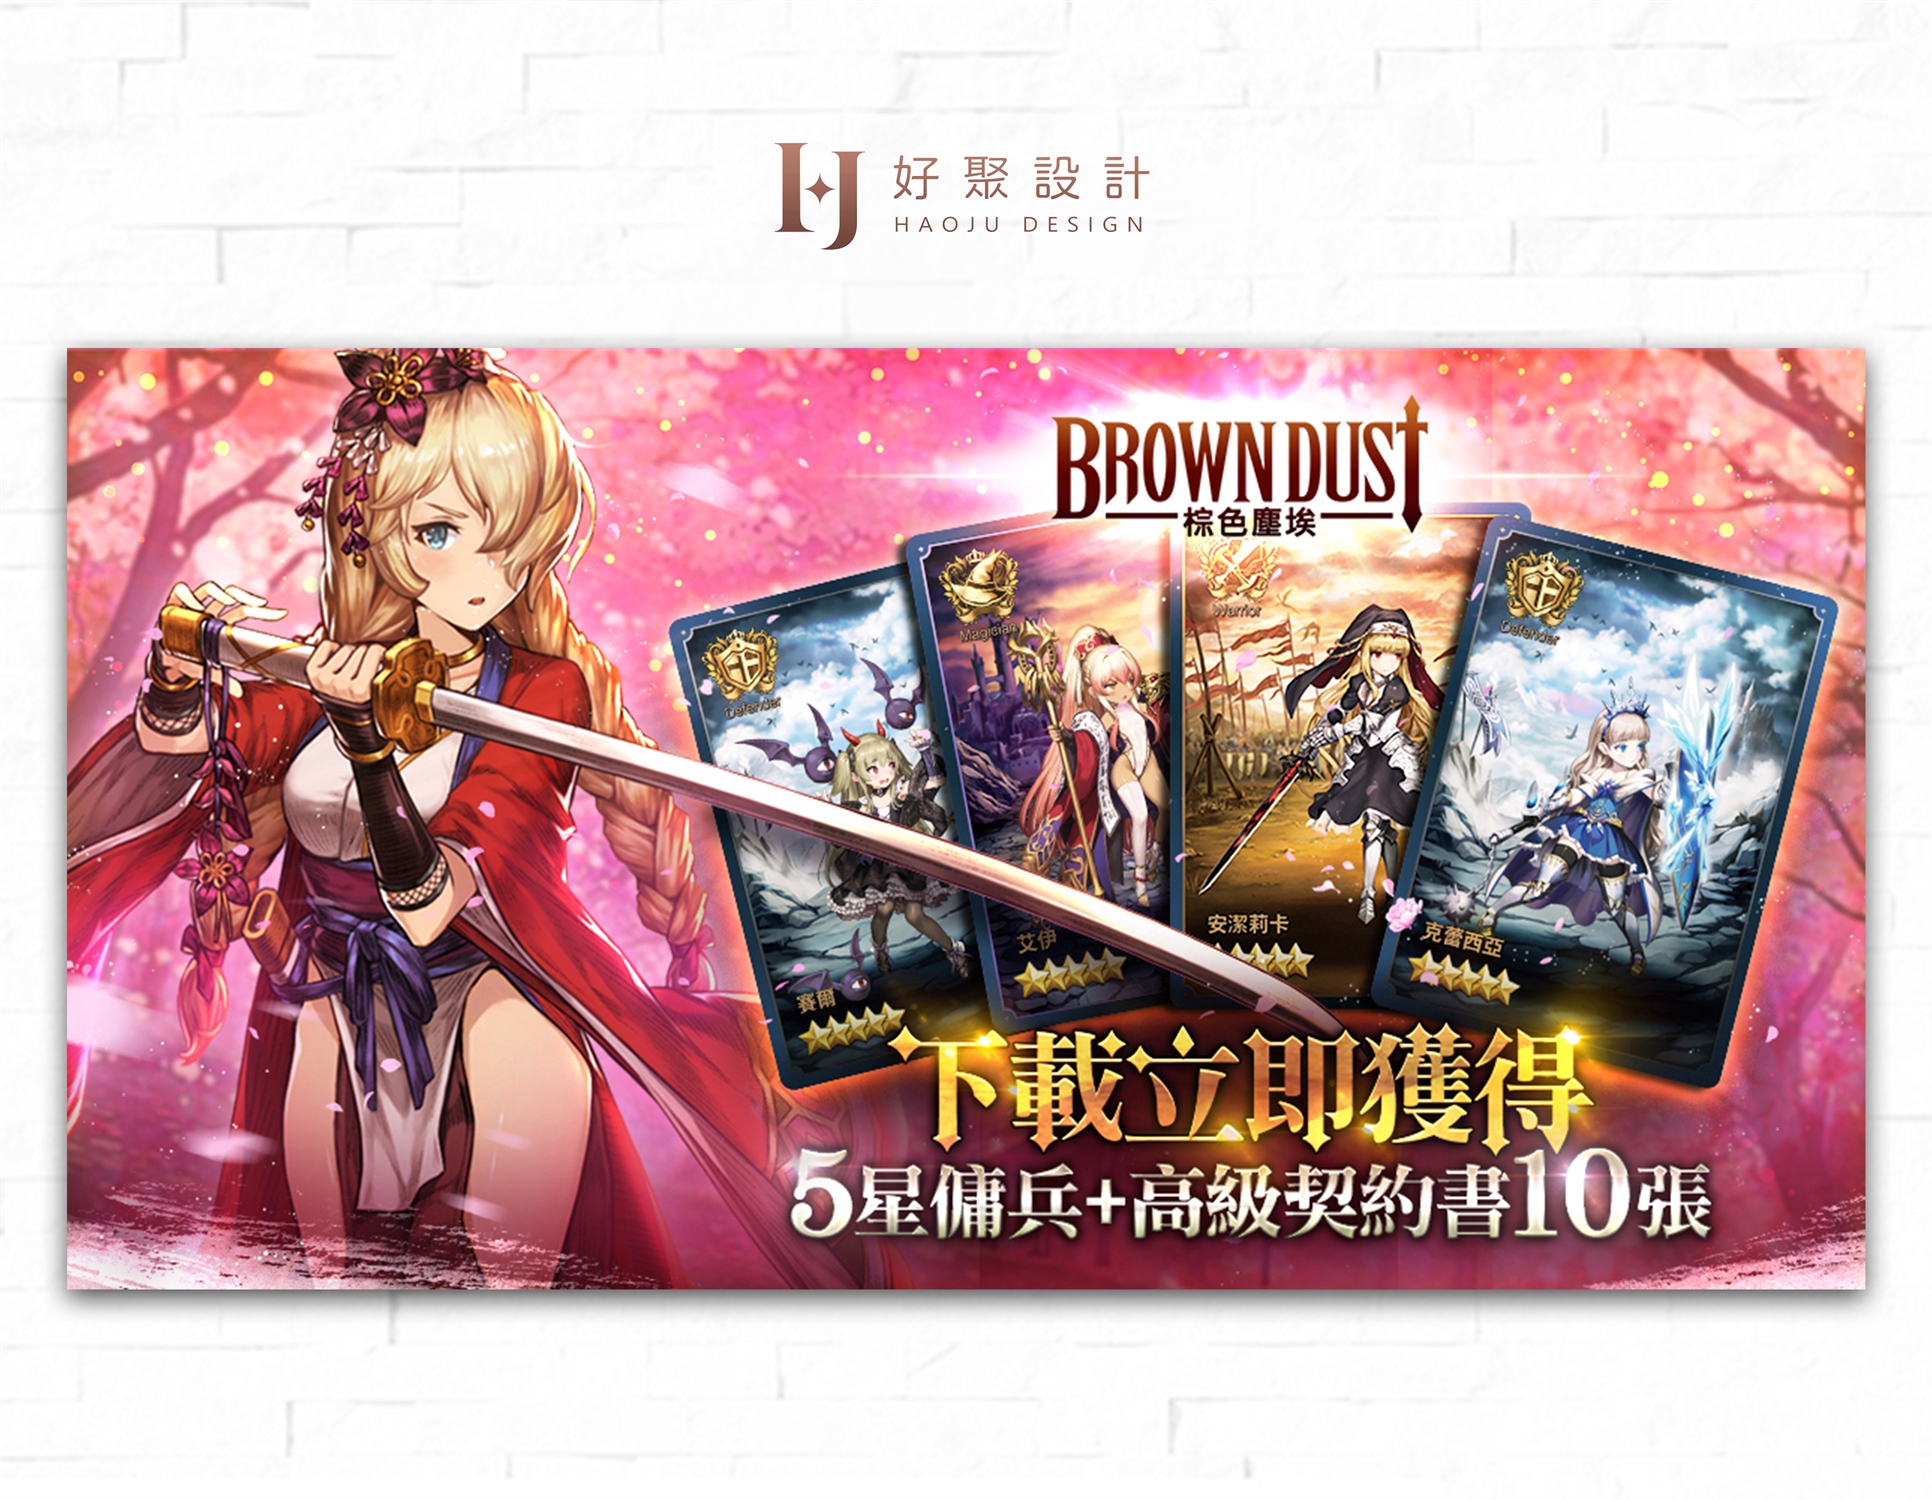 好聚設計
HAOJU DESIGN
BROWN DUST
棕色塵埃
Defender
賽爾
Magician
艾伊
Warrior
安潔莉卡
Defender
克蕾西亞
下載立即獲得
5星傭兵+高級契約書10張